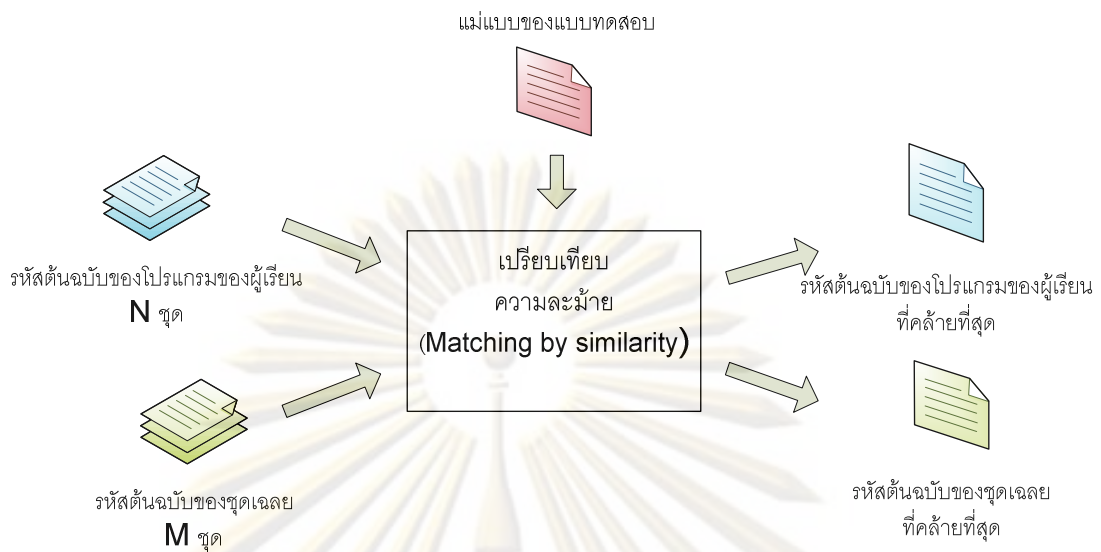 แม่แบบของแบบทดสอบ
รหัสต้นฉบับของโปรแกรมของผู้เรียน
N ชุด
เปรียบเทียบ
ความละม้าย
(Matching by similarity)
รหัสต้นฉบับของโปรแกรมของผู้เรียน
ที่คล้ายที่สุด
รหัสต้นฉบับของชุดเฉลย
M ชุด
รหัสต้นฉบับของชุดเฉลย
ที่คล้ายที่สุด